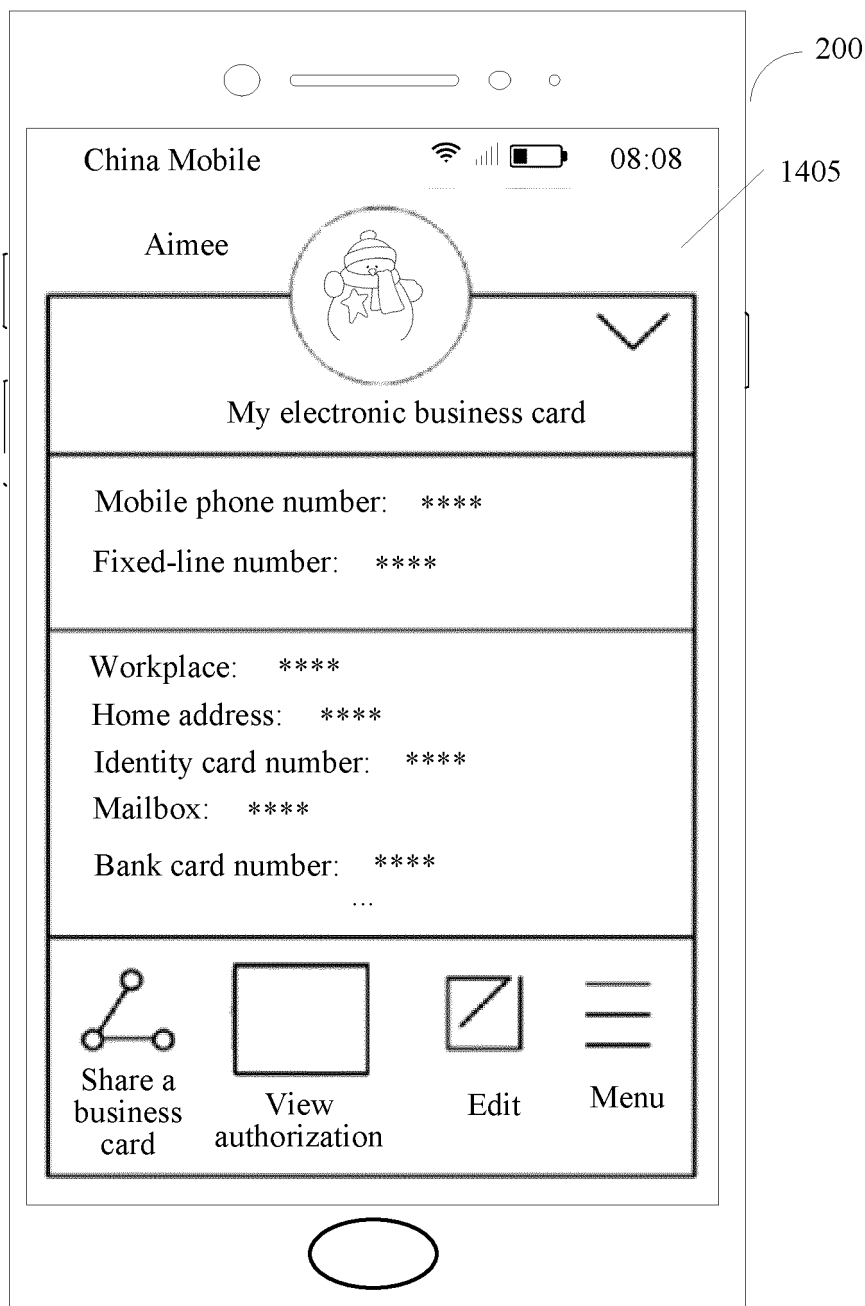 200
China Mobile 08:08
1405
Aimee
My electronic business card
Mobile phone number: ****
Fixed-line number: ****
Workplace: ****
Home address: ****
Identity card number: ****
Mailbox: ****
Bank card number: ****
...
Share a
business
card
View
authorization
Edit
Menu